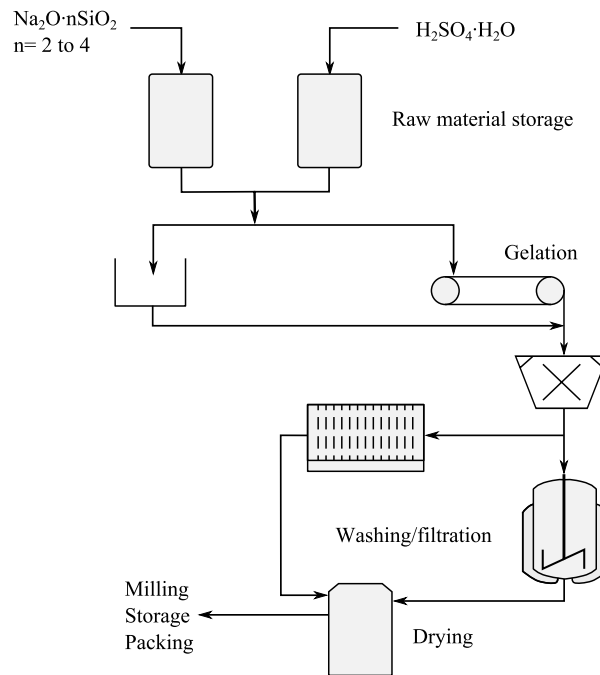 Na₂O·nSiO₂
n= 2 to 4
H₂SO₄·H₂O
Raw material storage
Gelation
Washing/filtration
Milling
Storage
Packing
Drying